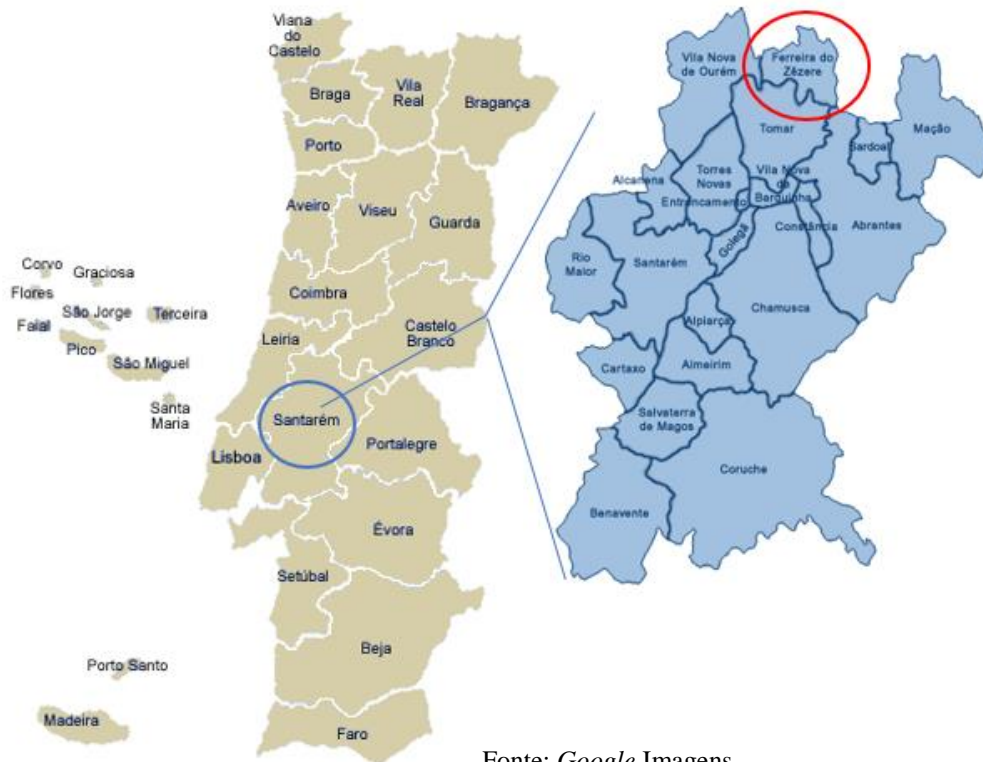 Viana
do
Castelo
Braga
Vila
Real
Bragança
Porto
Aveiro
Viseu
Guarda
Coimbra
Corvo
Graciosa
Flores
São Jorge
Terceira
Faial
Pico
São Miguel
Santa
Maria
Leiria
Castelo
Branco
Santarém
Lisboa
Portalegre
Évora
Setúbal
Beja
Porto Santo
Madeira
Faro
Vila Nova
de Ourém
Ferreira do
Zêzere
Tomar
Mação
Sardoal
Alcanena
Torres
Novas
Vila Nova
da
Barquinha
Entroncamento
Constância
Abrantes
Golegã
Rio
Maior
Santarém
Chamusca
Alpiarça
Cartaxo
Almeirim
Salvaterra
de Magos
Coruche
Benavente
Fonte: Google Imagens